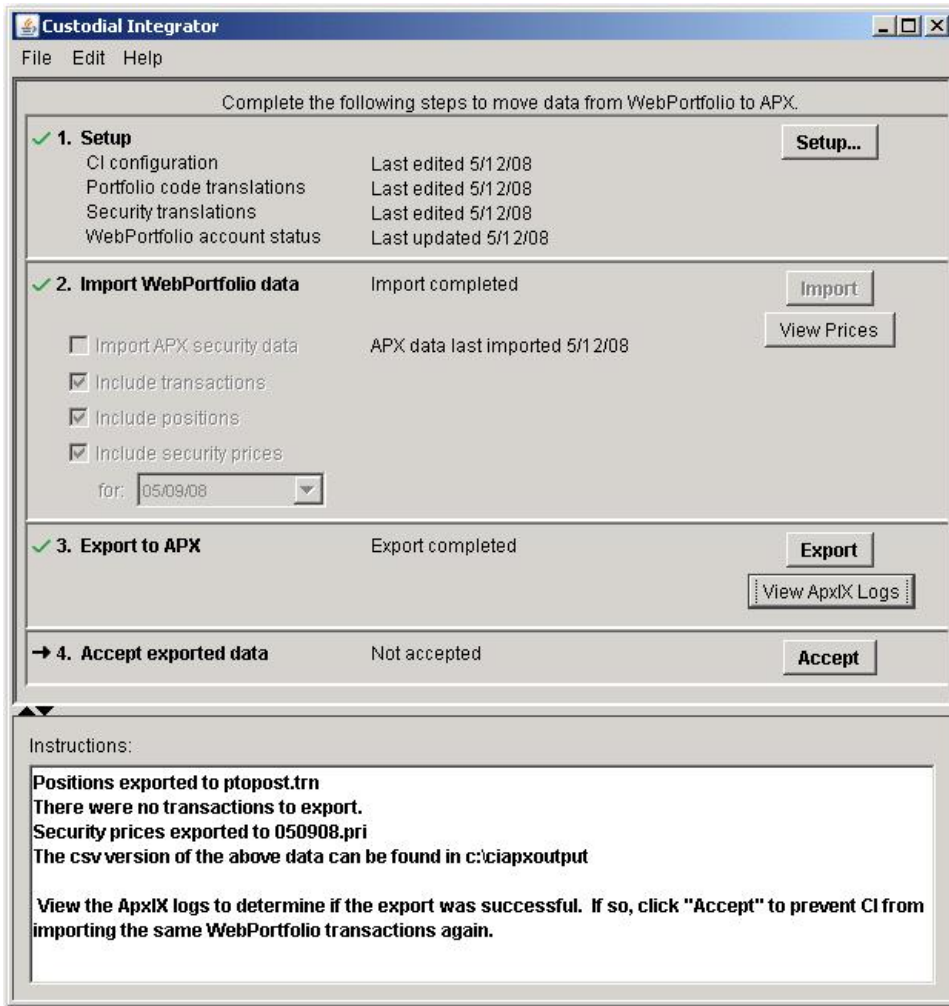 Custodial Integrator
File Edit Help
Complete the following steps to move data from WebPortfolio to APX.
1. Setup
Setup...
CI configuration Last edited 5/12/08
Portfolio code translations Last edited 5/12/08
Security translations Last edited 5/12/08
WebPortfolio account status Last updated 5/12/08
2. Import WebPortfolio data Import completed Import
View Prices
Import APX security data APX data last imported 5/12/08
Include transactions
Include positions
Include security prices
for: 05/09/08
3. Export to APX Export completed Export
View ApxIX Logs
4. Accept exported data Not accepted Accept
Instructions:
Positions exported to ptopost.trn
There were no transactions to export.
Security prices exported to 050908.pri
The csv version of the above data can be found in c:\ciapxoutput
View the ApxIX logs to determine if the export was successful. If so, click "Accept" to prevent CI from
importing the same WebPortfolio transactions again.